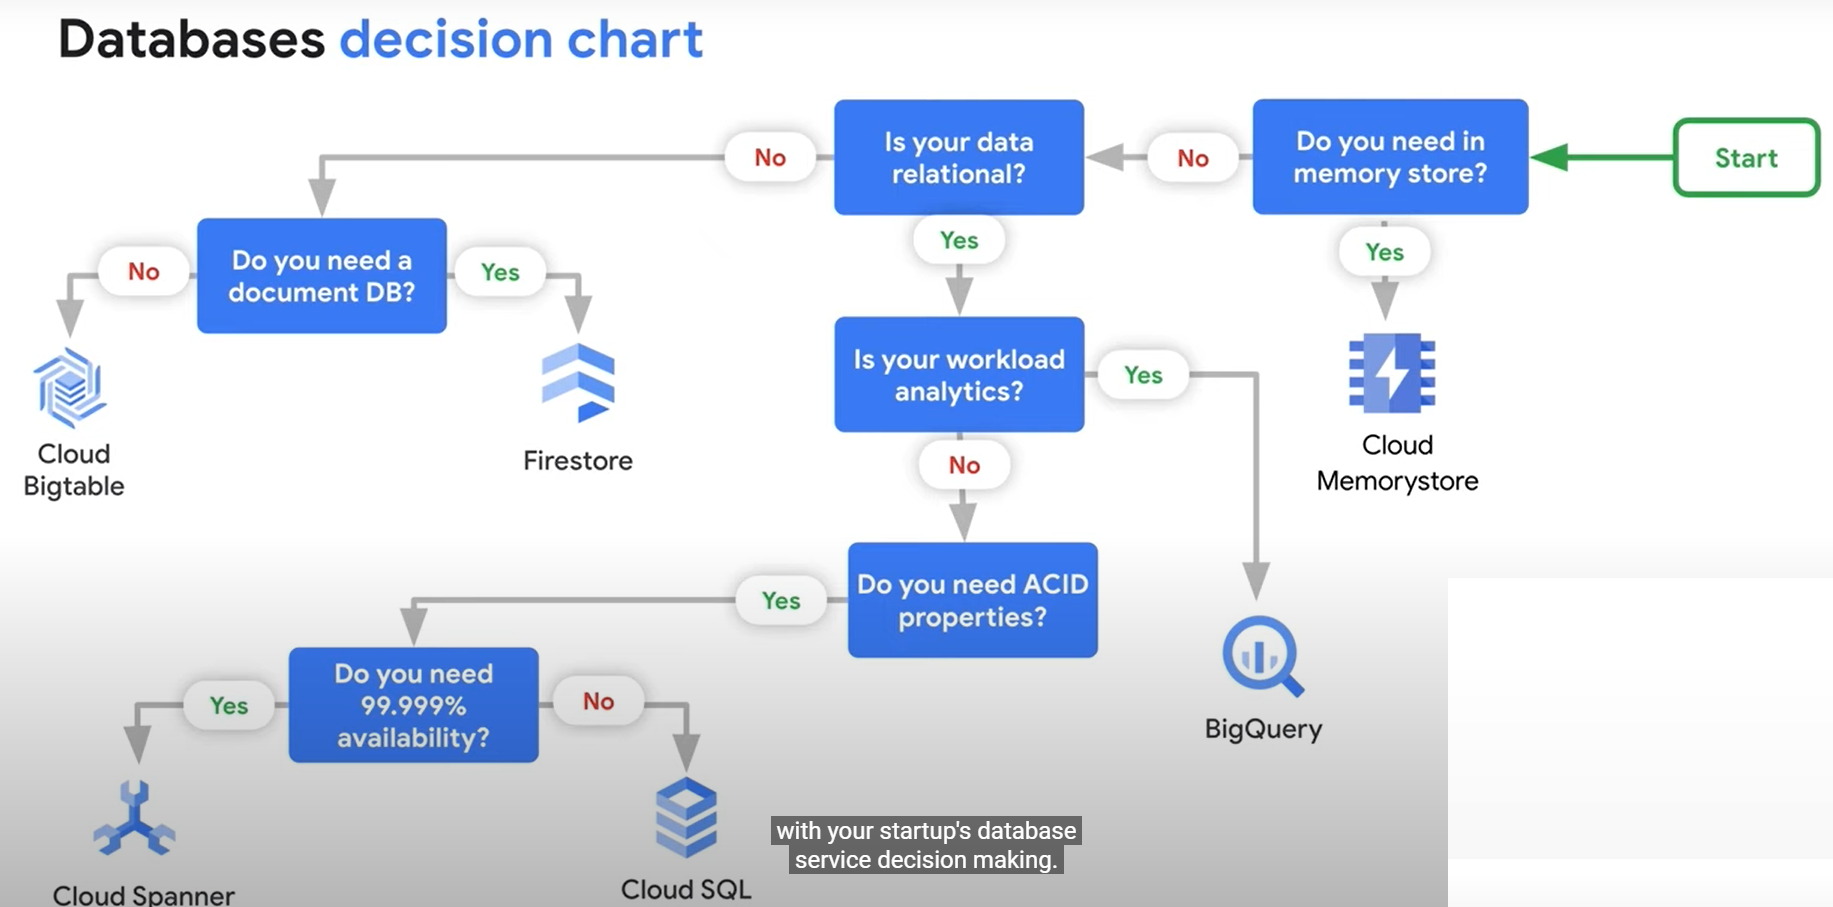 Databases decision chart
Start
Do you need in
memory store?
No
Yes
Cloud
Memorystore
Is your data
relational?
No
Yes
Do you need a
document DB?
No
Yes
Cloud
Bigtable
Firestore
Is your workload
analytics?
Yes
No
BigQuery
Do you need ACID
properties?
Yes
Do you need
99.999%
availability?
Yes
No
Cloud Spanner
Cloud SQL
with your startup's database
service decision making.